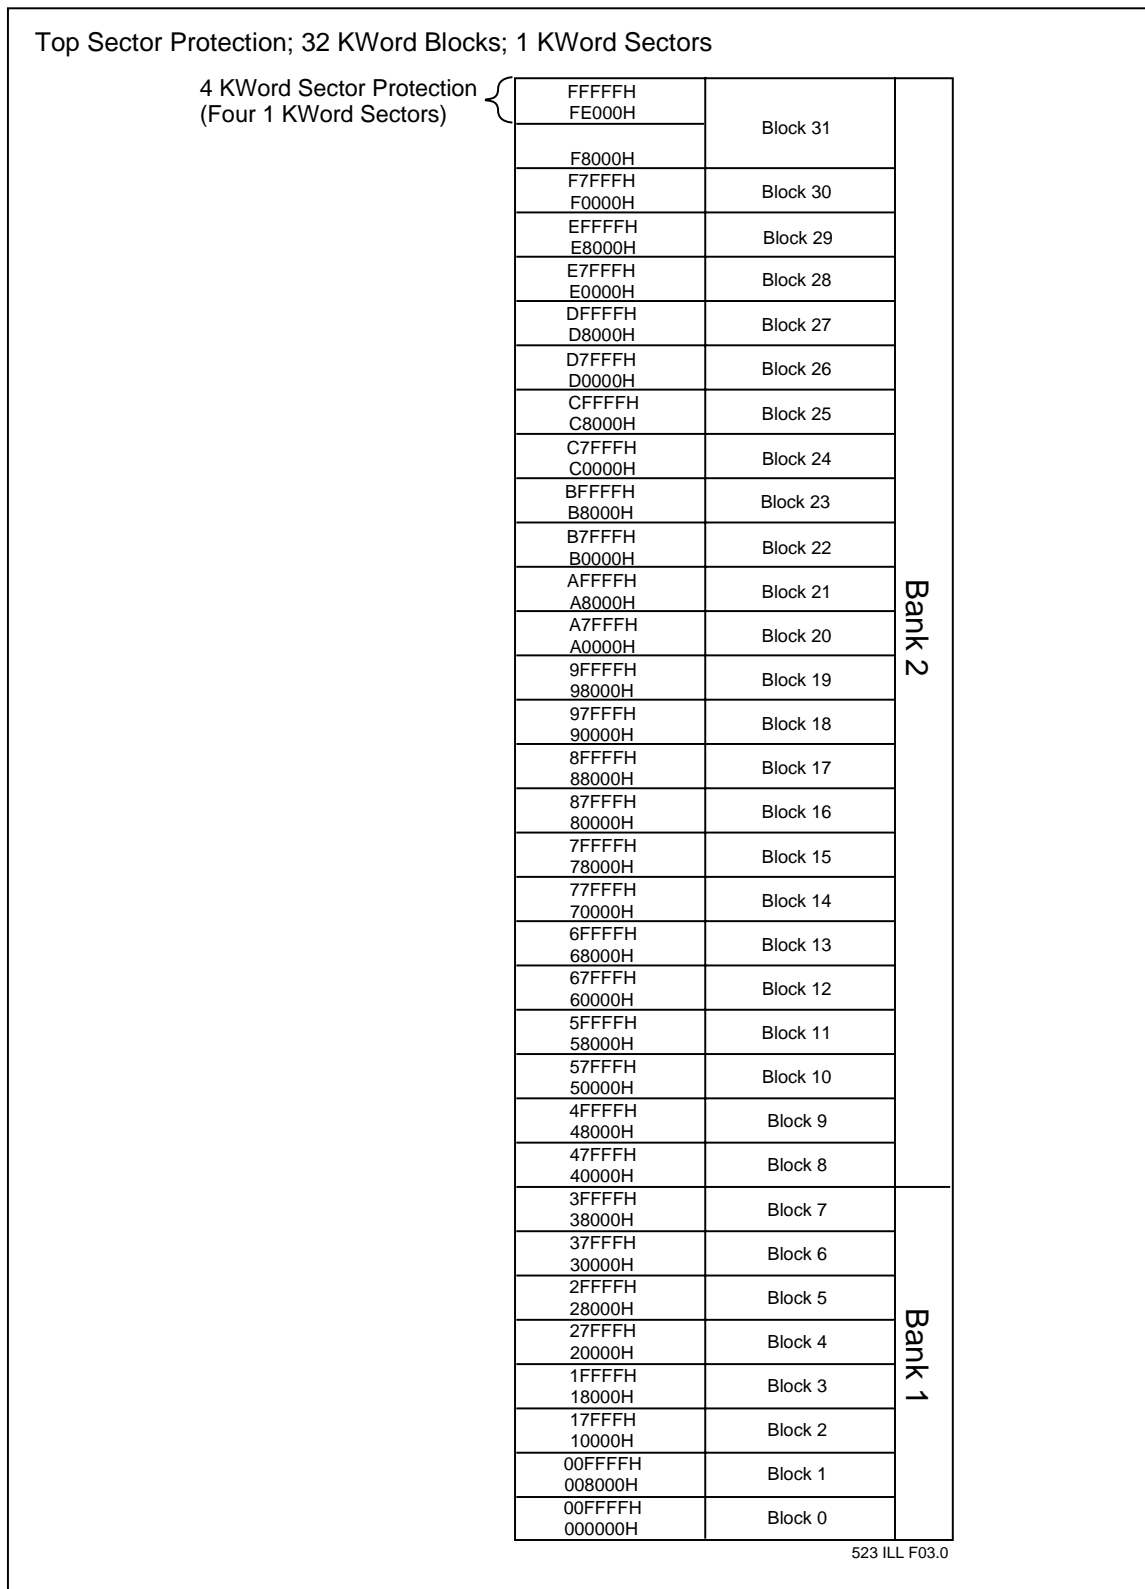 Top Sector Protection; 32 KWord Blocks; 1 KWord Sectors
4 KWord Sector Protection
(Four 1 KWord Sectors)
FFFFFH
FE000H
Block 31
F8000H
F7FFFH
F0000H
Block 30
EFFFFH
E8000H
Block 29
E7FFFH
E0000H
Block 28
DFFFFH
D8000H
Block 27
D7FFFH
D0000H
Block 26
CFFFFH
C8000H
Block 25
C7FFFH
C0000H
Block 24
BFFFFH
B8000H
Block 23
B7FFFH
B0000H
Block 22
AFFFFH
A8000H
Block 21
A7FFFH
A0000H
Block 20
9FFFFH
98000H
Block 19
97FFFH
90000H
Block 18
8FFFFH
88000H
Block 17
87FFFH
80000H
Block 16
7FFFFH
78000H
Block 15
77FFFH
70000H
Block 14
6FFFFH
68000H
Block 13
67FFFH
60000H
Block 12
5FFFFH
58000H
Block 11
57FFFH
50000H
Block 10
4FFFFH
48000H
Block 9
47FFFH
40000H
Block 8
Bank 2
3FFFFH
38000H
Block 7
37FFFH
30000H
Block 6
2FFFFH
28000H
Block 5
27FFFH
20000H
Block 4
1FFFFH
18000H
Block 3
17FFFH
10000H
Block 2
00FFFFH
008000H
Block 1
00FFFFH
000000H
Block 0
Bank 1
523 ILL F03.0